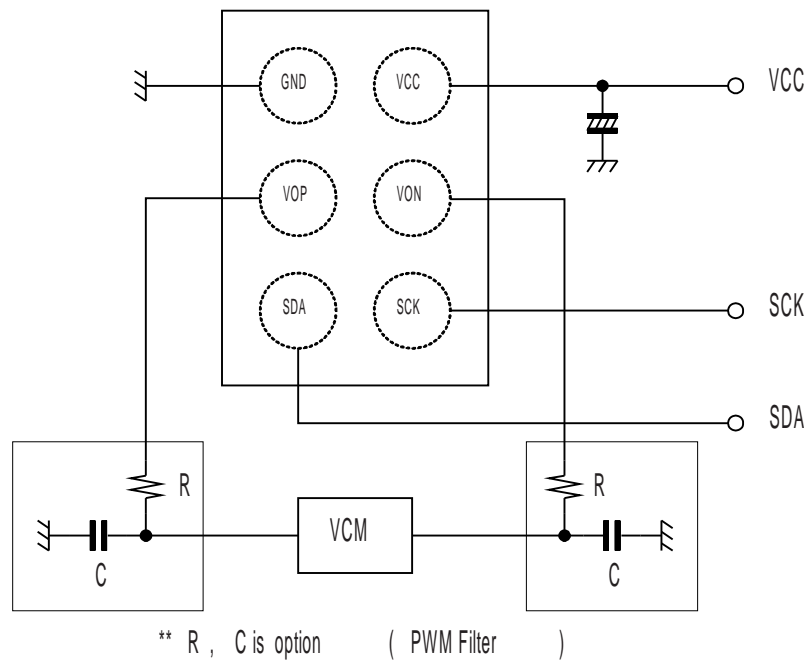 GND VCC VCC
VOP VON
SDA SCK SCK
SDA
R R
VCM
C C
** R , C is option ( PWM Filter )